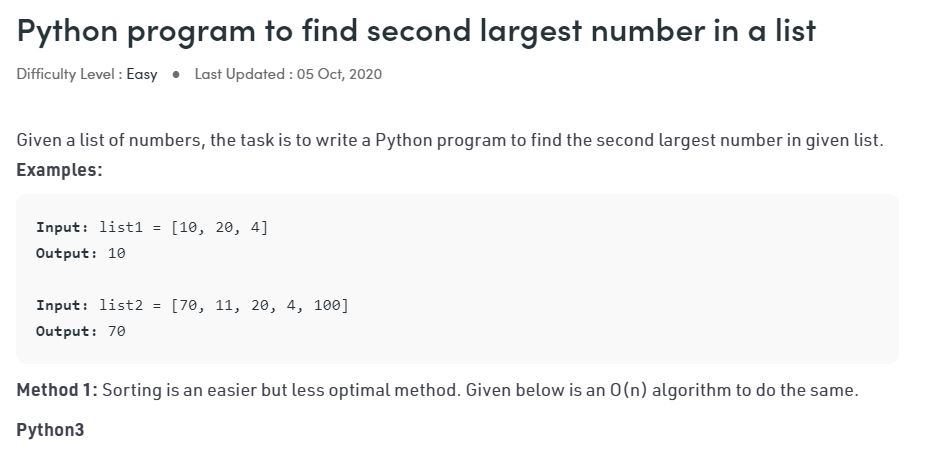 Python program to find second largest number in a list
Difficulty Level : Easy ● Last Updated : 05 Oct, 2020
Given a list of numbers, the task is to write a Python program to find the second largest number in given list.
Examples:
Input: list1 = [10, 20, 4]
Output: 10
Input: list2 = [70, 11, 20, 4, 100]
Output: 70
Method 1: Sorting is an easier but less optimal method. Given below is an O(n) algorithm to do the same.
Python3